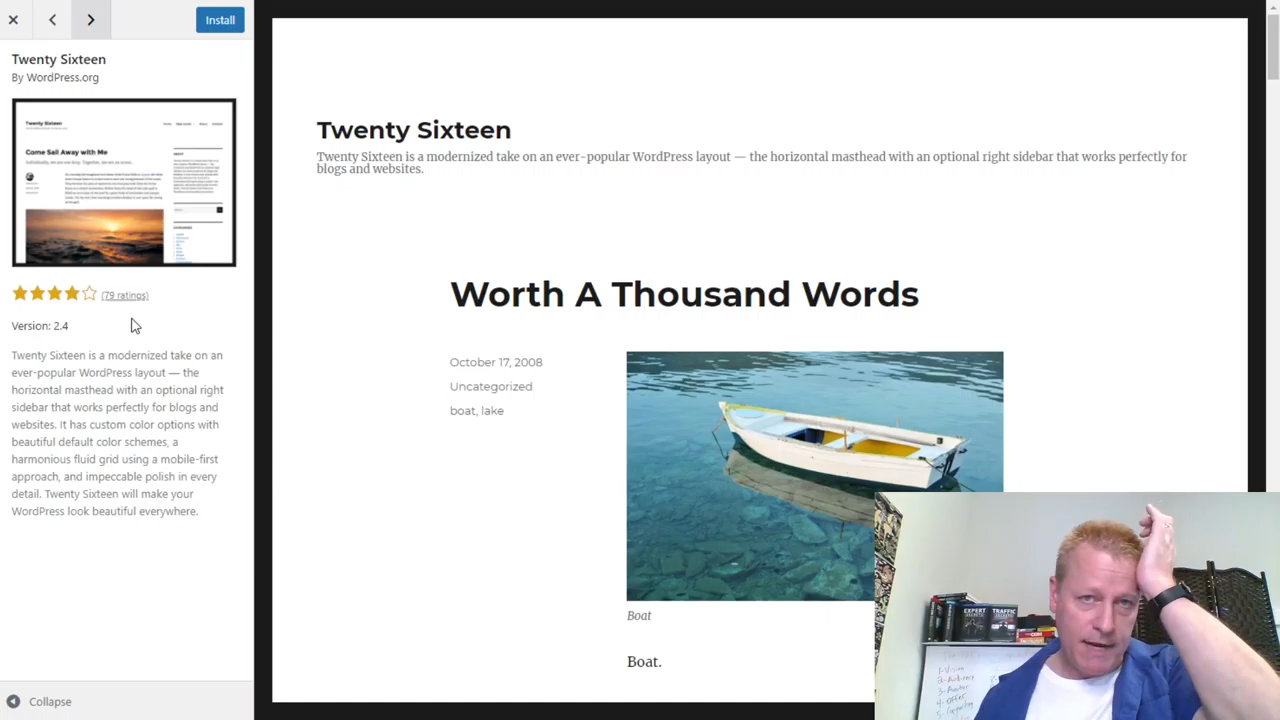 Install
Twenty Sixteen
By WordPress.org
Twenty Sixteen
Come Sail Away with Me
(79 ratings)
Version: 2.4
Twenty Sixteen is a modernized take on an
ever-popular WordPress layout — the
horizontal masthead with an optional right
sidebar that works perfectly for blogs and
websites. It has custom color options with
beautiful default color schemes, a
harmonious fluid grid using a mobile-first
approach, and impeccable polish in every
detail. Twenty Sixteen will make your
WordPress look beautiful everywhere.
Collapse
Twenty Sixteen
Twenty Sixteen is a modernized take on an ever-popular WordPress layout — the horizontal masthead with an optional right sidebar that works perfectly for
blogs and websites.
Worth A Thousand Words
October 17, 2008
Uncategorized
boat, lake
Boat
Boat.
EXPERT
SECRETS
TRAFFIC
SECRETS